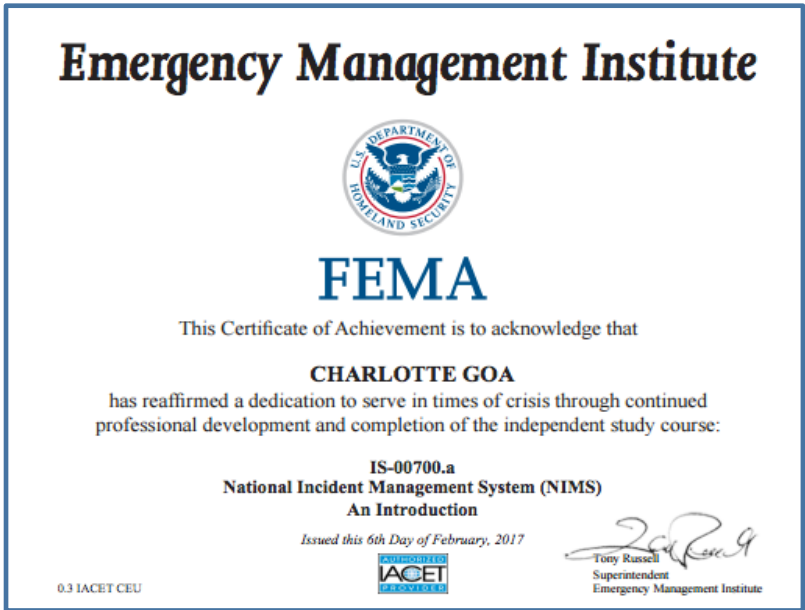 Emergency Management Institute
U.S. DEPARTMENT OF
HOMELAND SECURITY
FEMA
This Certificate of Achievement is to acknowledge that
CHARLOTTE GOA
has reaffirmed a dedication to serve in times of crisis through continued
professional development and completion of the independent study course:
IS-00700.a
National Incident Management System (NIMS)
An Introduction
Issued this 6th Day of February, 2017
Tony Russell
Superintendent
Emergency Management Institute
AUTHORIZED
IACET
PROVIDER
0.3 IACET CEU